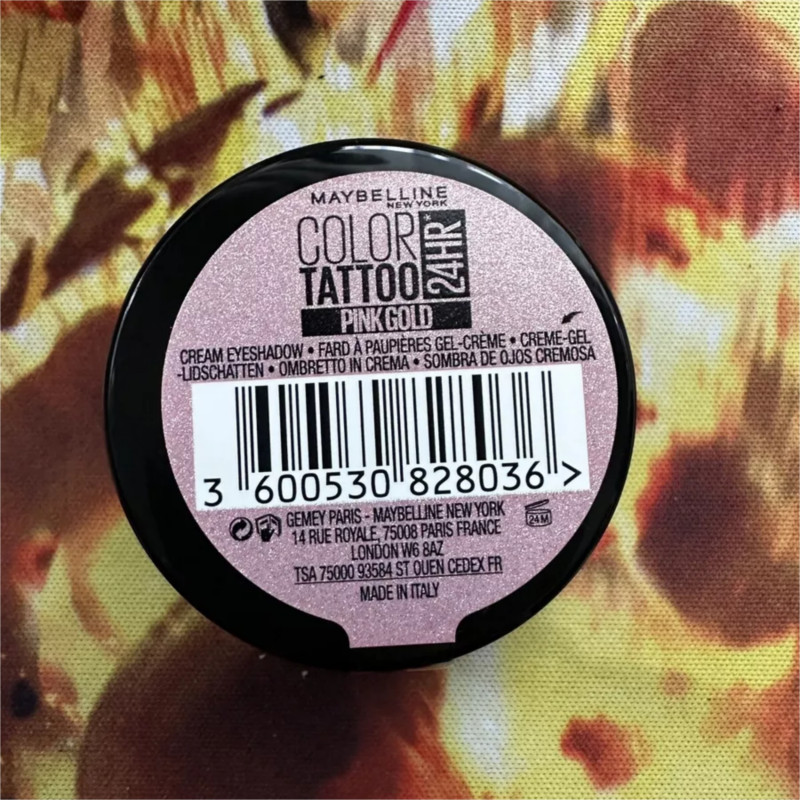 MAYBELLINE
NEW YORK
COLOR
TATTOO
24HR*
PINK GOLD
CREAM EYESHADOW • FARD À PAUPIÈRES GEL-CRÈME • CREME-GEL
-LIDSCHATTEN • OMBRETTO IN CREMA • SOMBRA DE OJOS CREMOSA
3 600530 828036 >
GEMEY PARIS - MAYBELLINE NEW YORK
14 RUE ROYALE, 75008 PARIS FRANCE
LONDON W6 8AZ
TSA 75000 93584 ST OUEN CEDEX FR
MADE IN ITALY
24M